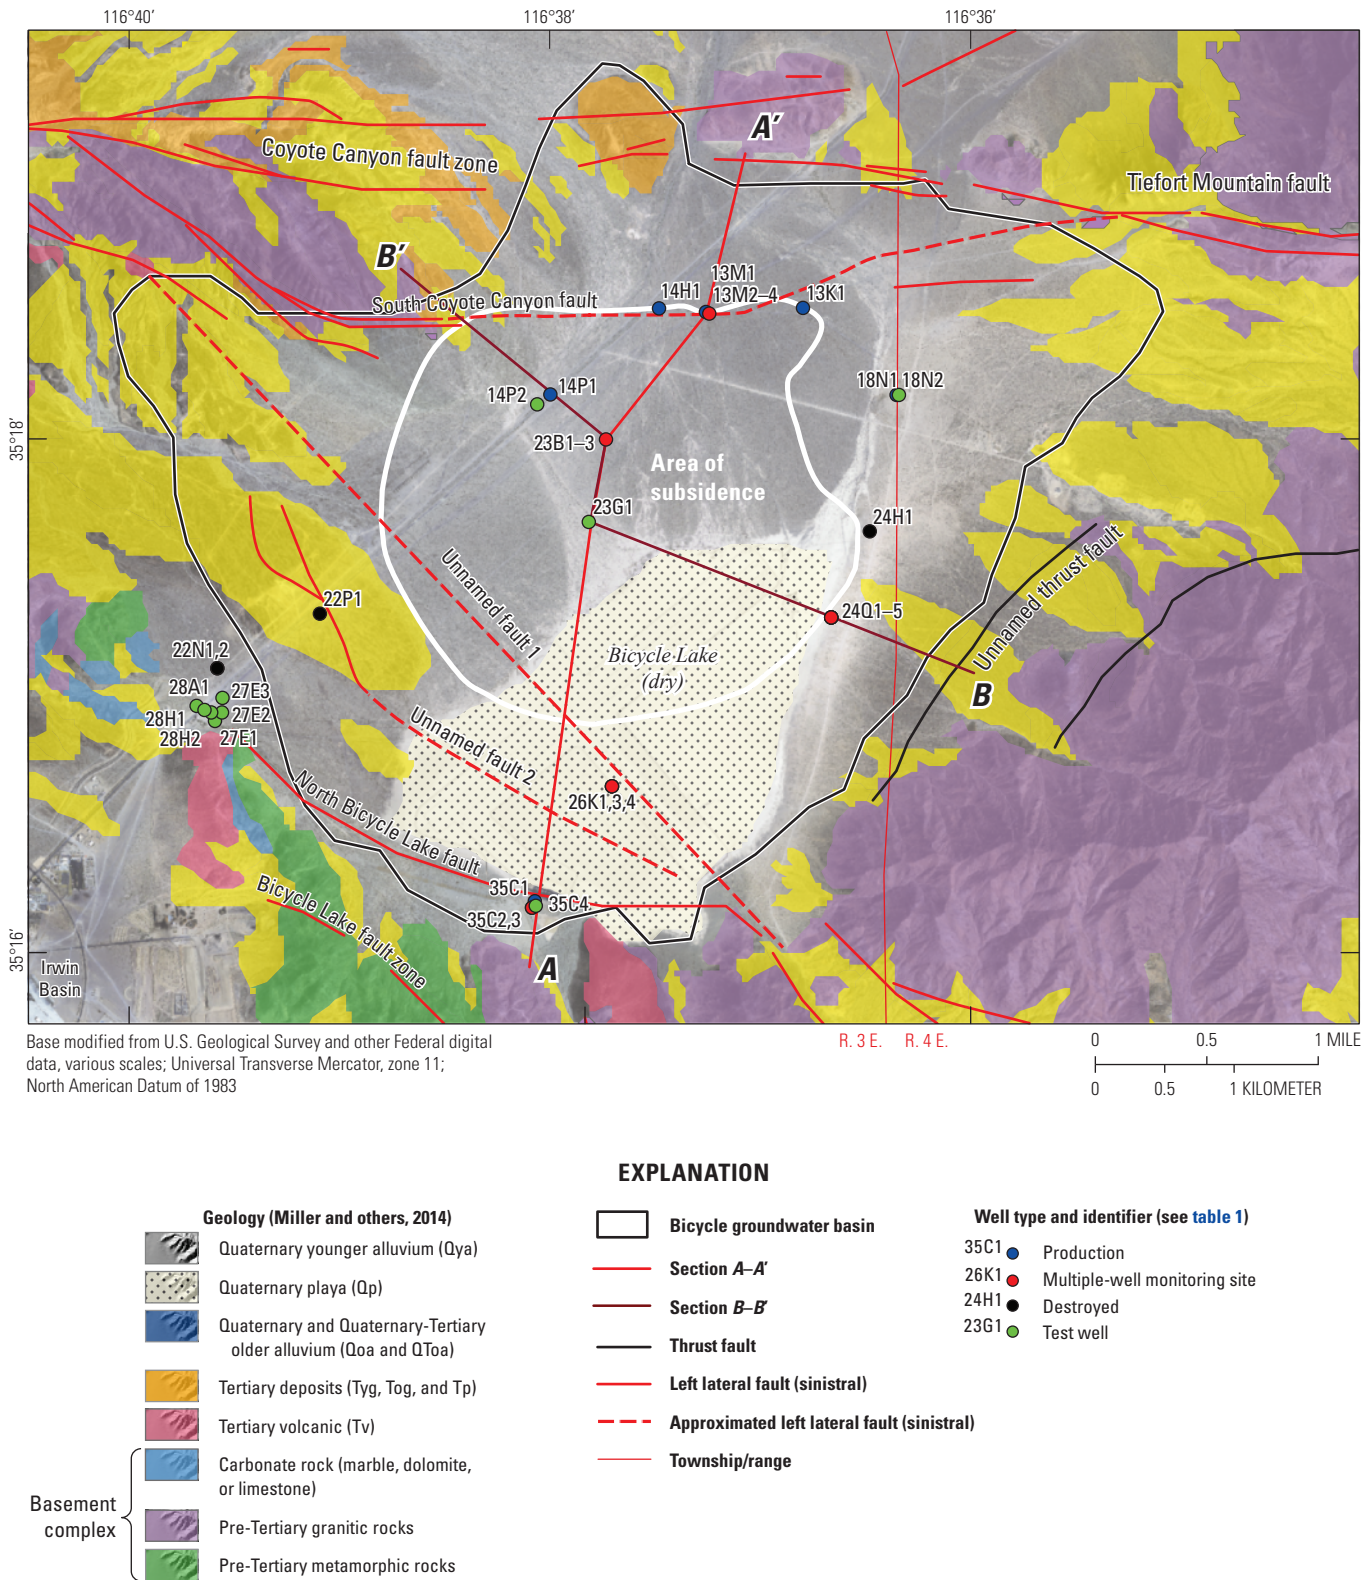 116°40'
116°38'
116°36'
A'
Coyote Canyon fault zone
Tiefort Mountain fault
B'
13M1
14H1
13M2–4
13K1
South Coyote Canyon fault
14P2
14P1
18N1
18N2
35°18'
23B1–3
Area of
subsidence
23G1
24H1
Unnamed fault 1
Unnamed thrust fault
22P1
24Q1–5
22N1,2
Bicycle Lake
(dry)
B
28A1
27E3
28H1
27E2
28H2
27E1
Unnamed fault 2
North Bicycle Lake fault
26K1,3,4
35C1
35C4
35C2,3
Bicycle Lake fault zone
35°16'
Irwin
Basin
A
Base modified from U.S. Geological Survey and other Federal digital
data, various scales; Universal Transverse Mercator, zone 11;
North American Datum of 1983
R. 3 E.
R. 4 E.
0
0.5
1 MILE
0
0.5
1 KILOMETER
EXPLANATION
Geology (Miller and others, 2014)
Quaternary younger alluvium (Qya)
Quaternary playa (Qp)
Quaternary and Quaternary-Tertiary
older alluvium (Qoa and QToa)
Tertiary deposits (Tyg, Tog, and Tp)
Tertiary volcanic (Tv)
Basement
complex
Carbonate rock (marble, dolomite,
or limestone)
Pre-Tertiary granitic rocks
Pre-Tertiary metamorphic rocks
Bicycle groundwater basin
Section A–A'
Section B–B'
Thrust fault
Left lateral fault (sinistral)
Approximated left lateral fault (sinistral)
Township/range
Well type and identifier (see table 1)
35C1
Production
26K1
Multiple-well monitoring site
24H1
Destroyed
23G1
Test well